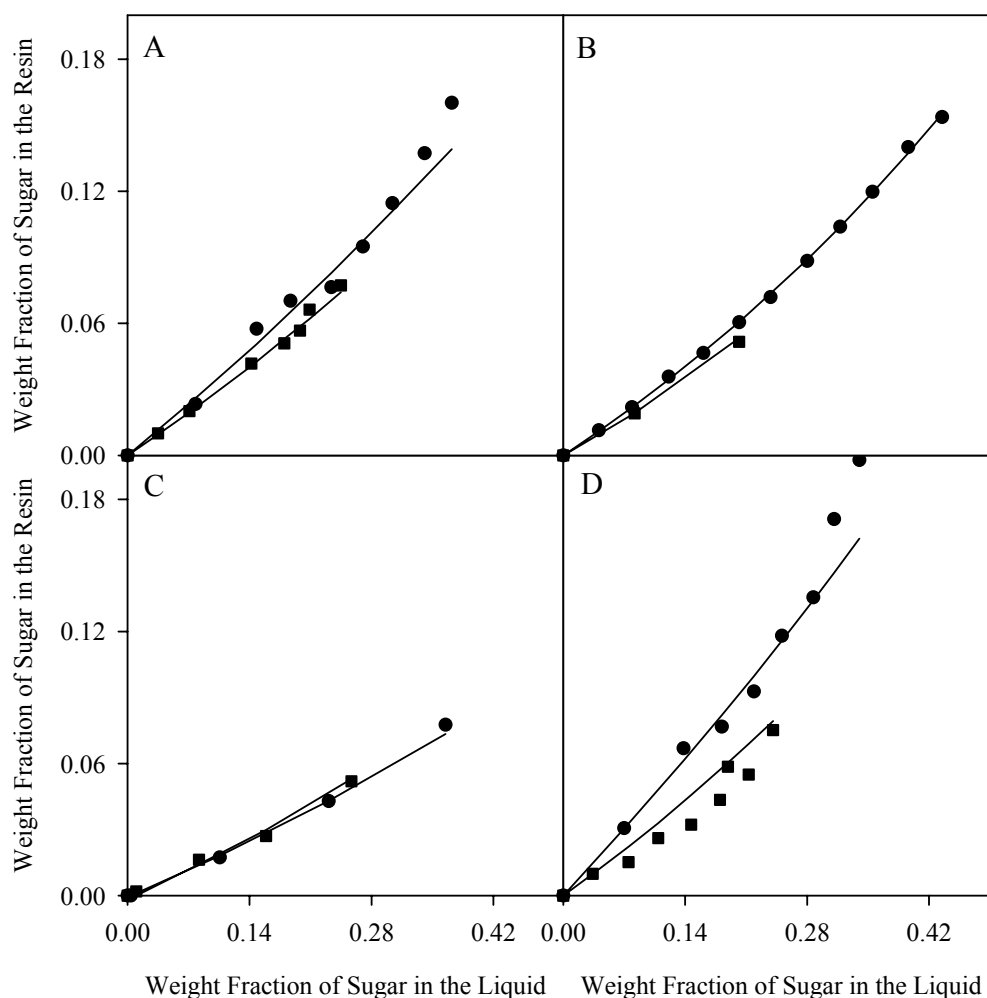 A
B
Weight Fraction of Sugar in the Resin
0.18
0.12
0.06
0.00
C
D
Weight Fraction of Sugar in the Resin
0.18
0.12
0.06
0.00
0.00 0.14 0.28 0.42 0.00 0.14 0.28 0.42
Weight Fraction of Sugar in the Liquid Weight Fraction of Sugar in the Liquid